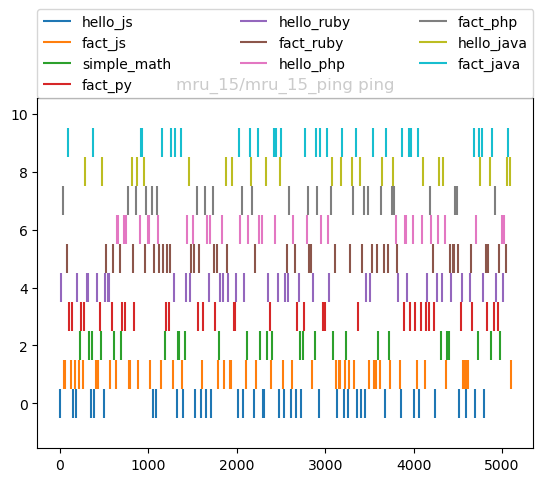 hello_js hello_ruby fact_php
fact_js fact_ruby hello_java
simple_math hello_php fact_java
fact_py
mru_15/mru_15_ping ping
10
8
6
4
2
0
0 1000 2000 3000 4000 5000